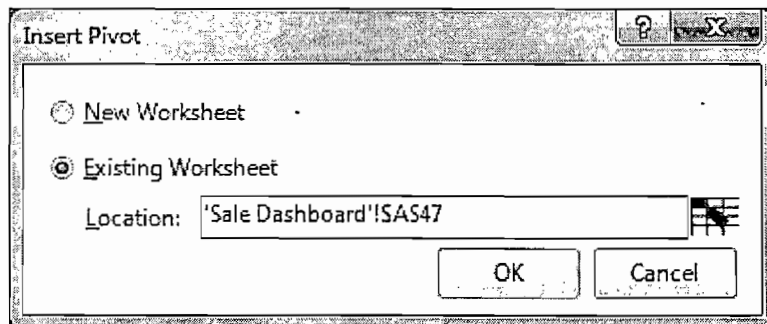 Insert Pivot
New Worksheet
Existing Worksheet
Location: 'Sale Dashboard'!$A$47
OK Cancel